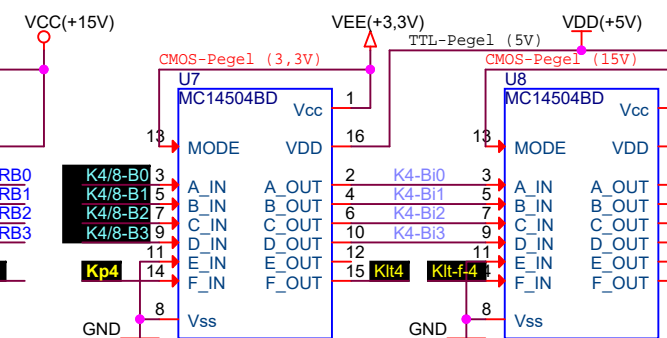 VCC(+15V)
VEE(+3,3V)
VDD(+5V)
TTL-Pegel (5V)
CMOS-Pegel (3,3V)
CMOS-Pegel (15V)
U7
U8
MC14504BD
MC14504BD
Vcc
1
Vcc
13
MODE
VDD
16
13
MODE
VDD
RB0
K4/8-B0
3
A_IN
A_OUT
2
K4-Bi0
3
A_IN
A_OUT
RB1
K4/8-B1
5
B_IN
B_OUT
4
K4-Bi1
5
B_IN
B_OUT
RB2
K4/8-B2
7
C_IN
C_OUT
6
K4-Bi2
7
C_IN
C_OUT
RB3
K4/8-B3
9
D_IN
D_OUT
10
K4-Bi3
9
D_IN
D_OUT
11
E_IN
E_OUT
12
11
E_IN
E_OUT
Kp4
14
F_IN
F_OUT
15
Klt4
Klt-f-4
F_IN
F_OUT
8
Vss
8
Vss
GND
GND